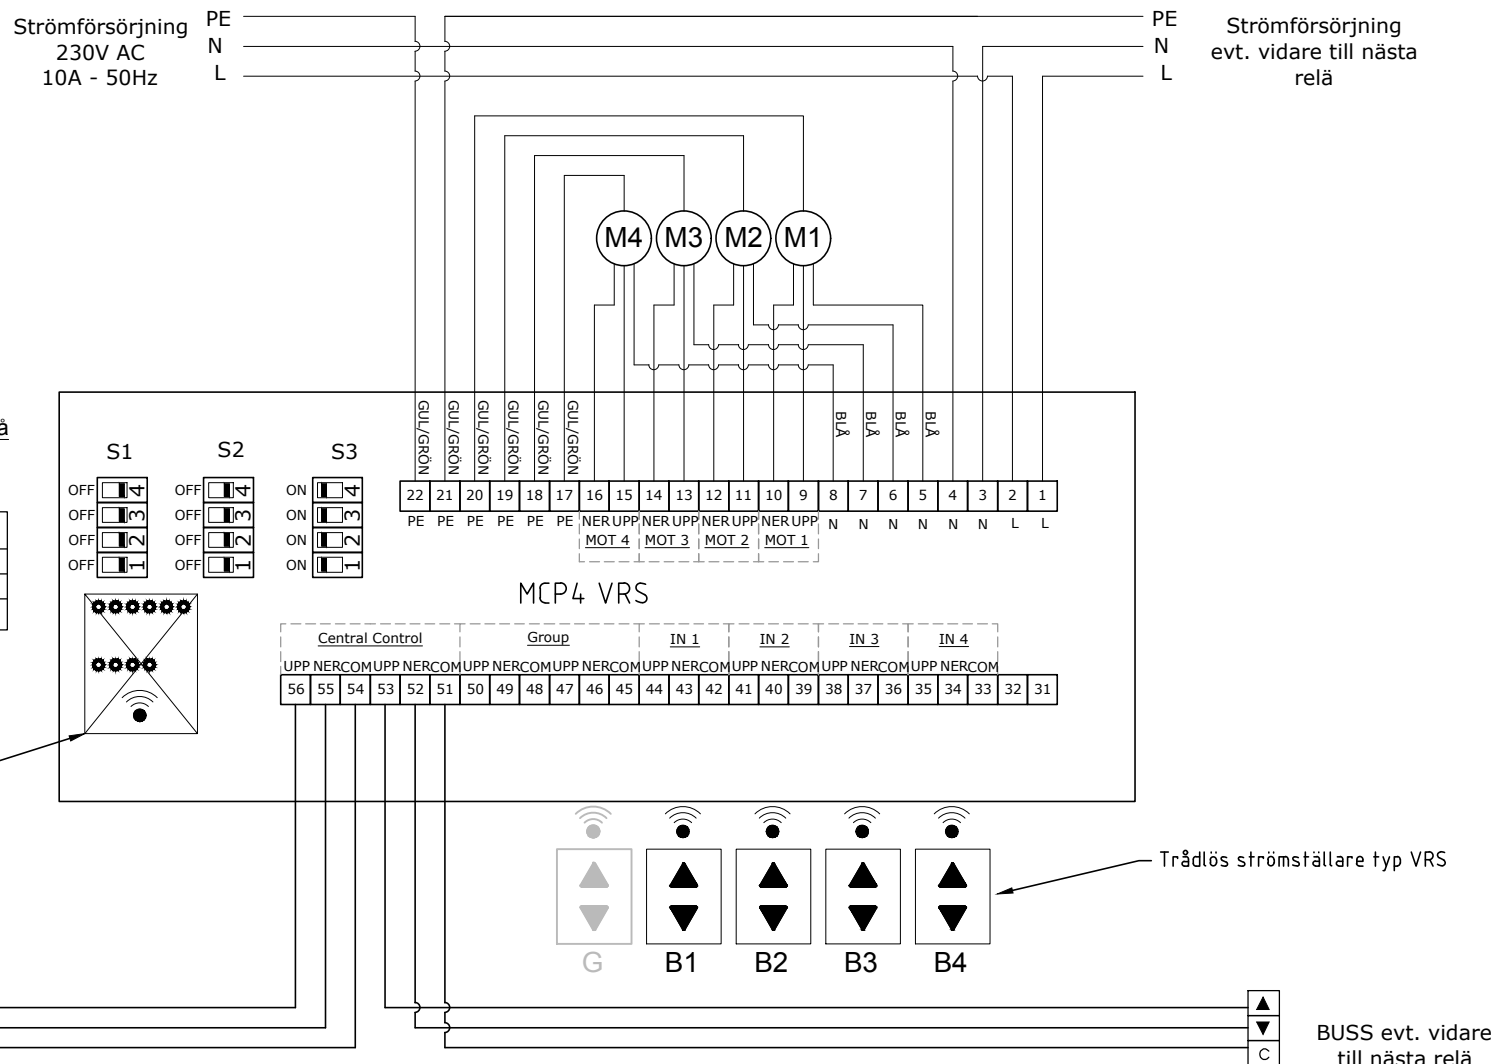 Strömförsörjning
230V AC
10A - 50Hz
PE
N
L
PE
N
L
Strömförsörjning
evt. vidare till nästa
relä
M4 M3 M2 M1
å
S1 S2 S3
OFF 4 OFF 4 ON 4
OFF 3 OFF 3 ON 3
OFF 2 OFF 2 ON 2
OFF 1 OFF 1 ON 1
GUL/GRÖN GUL/GRÖN GUL/GRÖN GUL/GRÖN GUL/GRÖN GUL/GRÖN BLÅ BLÅ BLÅ BLÅ
22 21 20 19 18 17 16 15 14 13 12 11 10 9 8 7 6 5 4 3 2 1
PE PE PE PE PE PE NER UPP NER UPP NER UPP NER UPP N N N N N N L L
MOT 4 MOT 3 MOT 2 MOT 1
MCP4 VRS
Central Control Group IN 1 IN 2 IN 3 IN 4
UPP NER COM UPP NER COM UPP NER COM UPP NER COM UPP NER COM UPP NER COM UPP NER COM UPP NER COM
56 55 54 53 52 51 50 49 48 47 46 45 44 43 42 41 40 39 38 37 36 35 34 33 32 31
Trådlös strömställare typ VRS
G B1 B2 B3 B4
C
BUSS evt. vidare
till nästa relä